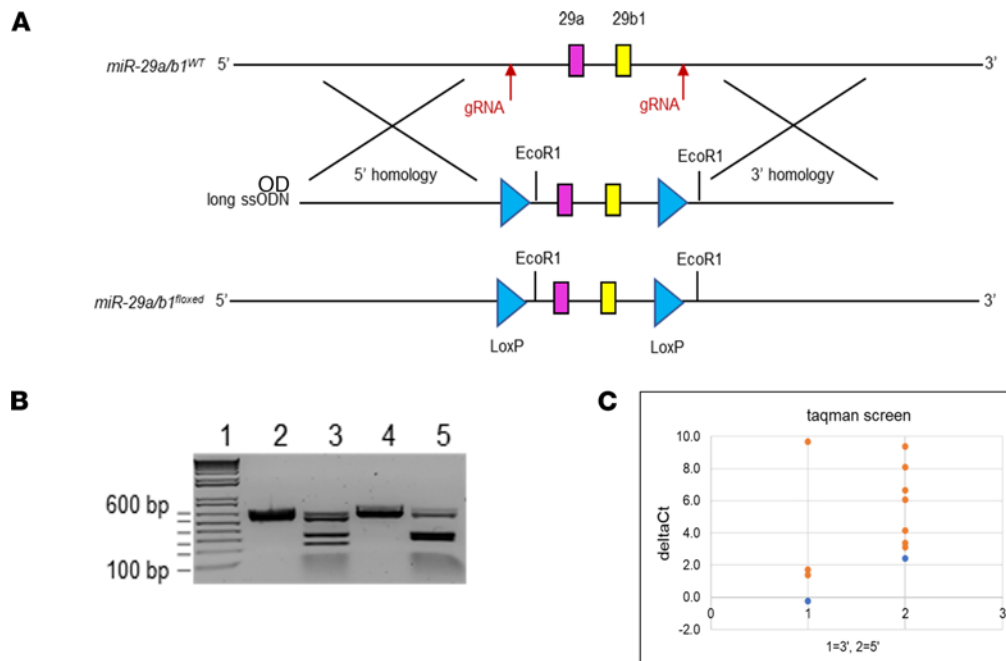 A
29a 29b1
miR-29a/b1WT 5' 3'
gRNA gRNA
EcoR1 EcoR1
5' homology 3' homology
OD
long ssODN
EcoR1 EcoR1
miR-29a/b1floxed 5' 3'
LoxP LoxP
B
1 2 3 4 5
600 bp
100 bp
C
taqman screen
10.0
8.0
6.0
4.0
2.0
0.0
-2.0
deltaCt
0 1 2 3
1=3', 2=5'